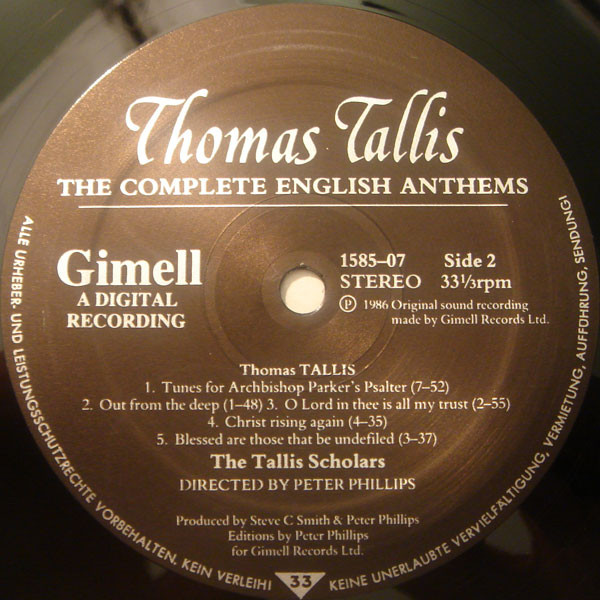 Thomas Tallis
THE COMPLETE ENGLISH ANTHEMS
Gimell
A DIGITAL
RECORDING
1585–07 Side 2
STEREO 33⅓rpm
℗ 1986 Original sound recording
made by Gimell Records Ltd.
Thomas TALLIS
1. Tunes for Archbishop Parker's Psalter (7–52)
2. Out from the deep (1–48) 3. O Lord in thee is all my trust (2–55)
4. Christ rising again (4–35)
5. Blessed are those that be undefiled (3–37)
The Tallis Scholars
DIRECTED BY PETER PHILLIPS
Produced by Steve C Smith & Peter Phillips
Editions by Peter Phillips
for Gimell Records Ltd.
ALLE URHEBER- UND LEISTUNGSSCHUTZRECHTE VORBEHALTEN. KEIN VERLEIH! 33 KEINE UNERLAUBTE VERVIELFÄLTIGUNG, VERMIETUNG, AUFFÜHRUNG, SENDUNG!